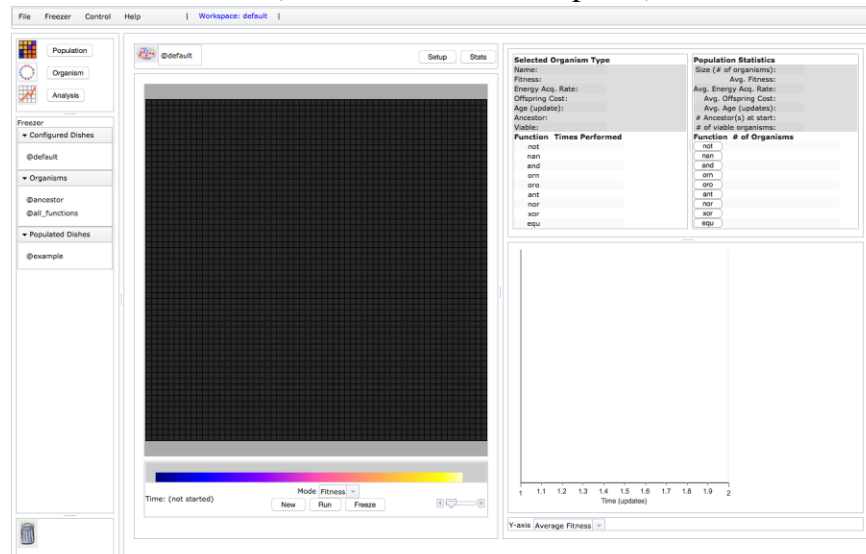 File Freezer Control Help | Workspace: default |
Population
Organism
Analysis
Freezer
Configured Dishes
@default
Organisms
@ancestor
@all_functions
Populated Dishes
@example
@default Setup Stats
Time: (not started)
Mode Fitness
New Run Freeze
Selected Organism Type
Name:
Fitness:
Energy Acq. Rate:
Offspring Cost:
Age (update):
Ancestor:
Viable:
Function Times Performed
not
nan
and
orn
oro
ant
nor
xor
equ
Population Statistics
Size (# of organisms):
Avg. Fitness:
Avg. Energy Acq. Rate:
Avg. Offspring Cost:
Avg. Age (updates):
# Ancestor(s) at start:
# of viable organisms:
Function # of Organisms
not
nan
and
orn
oro
ant
nor
xor
equ
1 1.1 1.2 1.3 1.4 1.5 1.6 1.7 1.8 1.9 2
Time (updates)
Y-axis Average Fitness